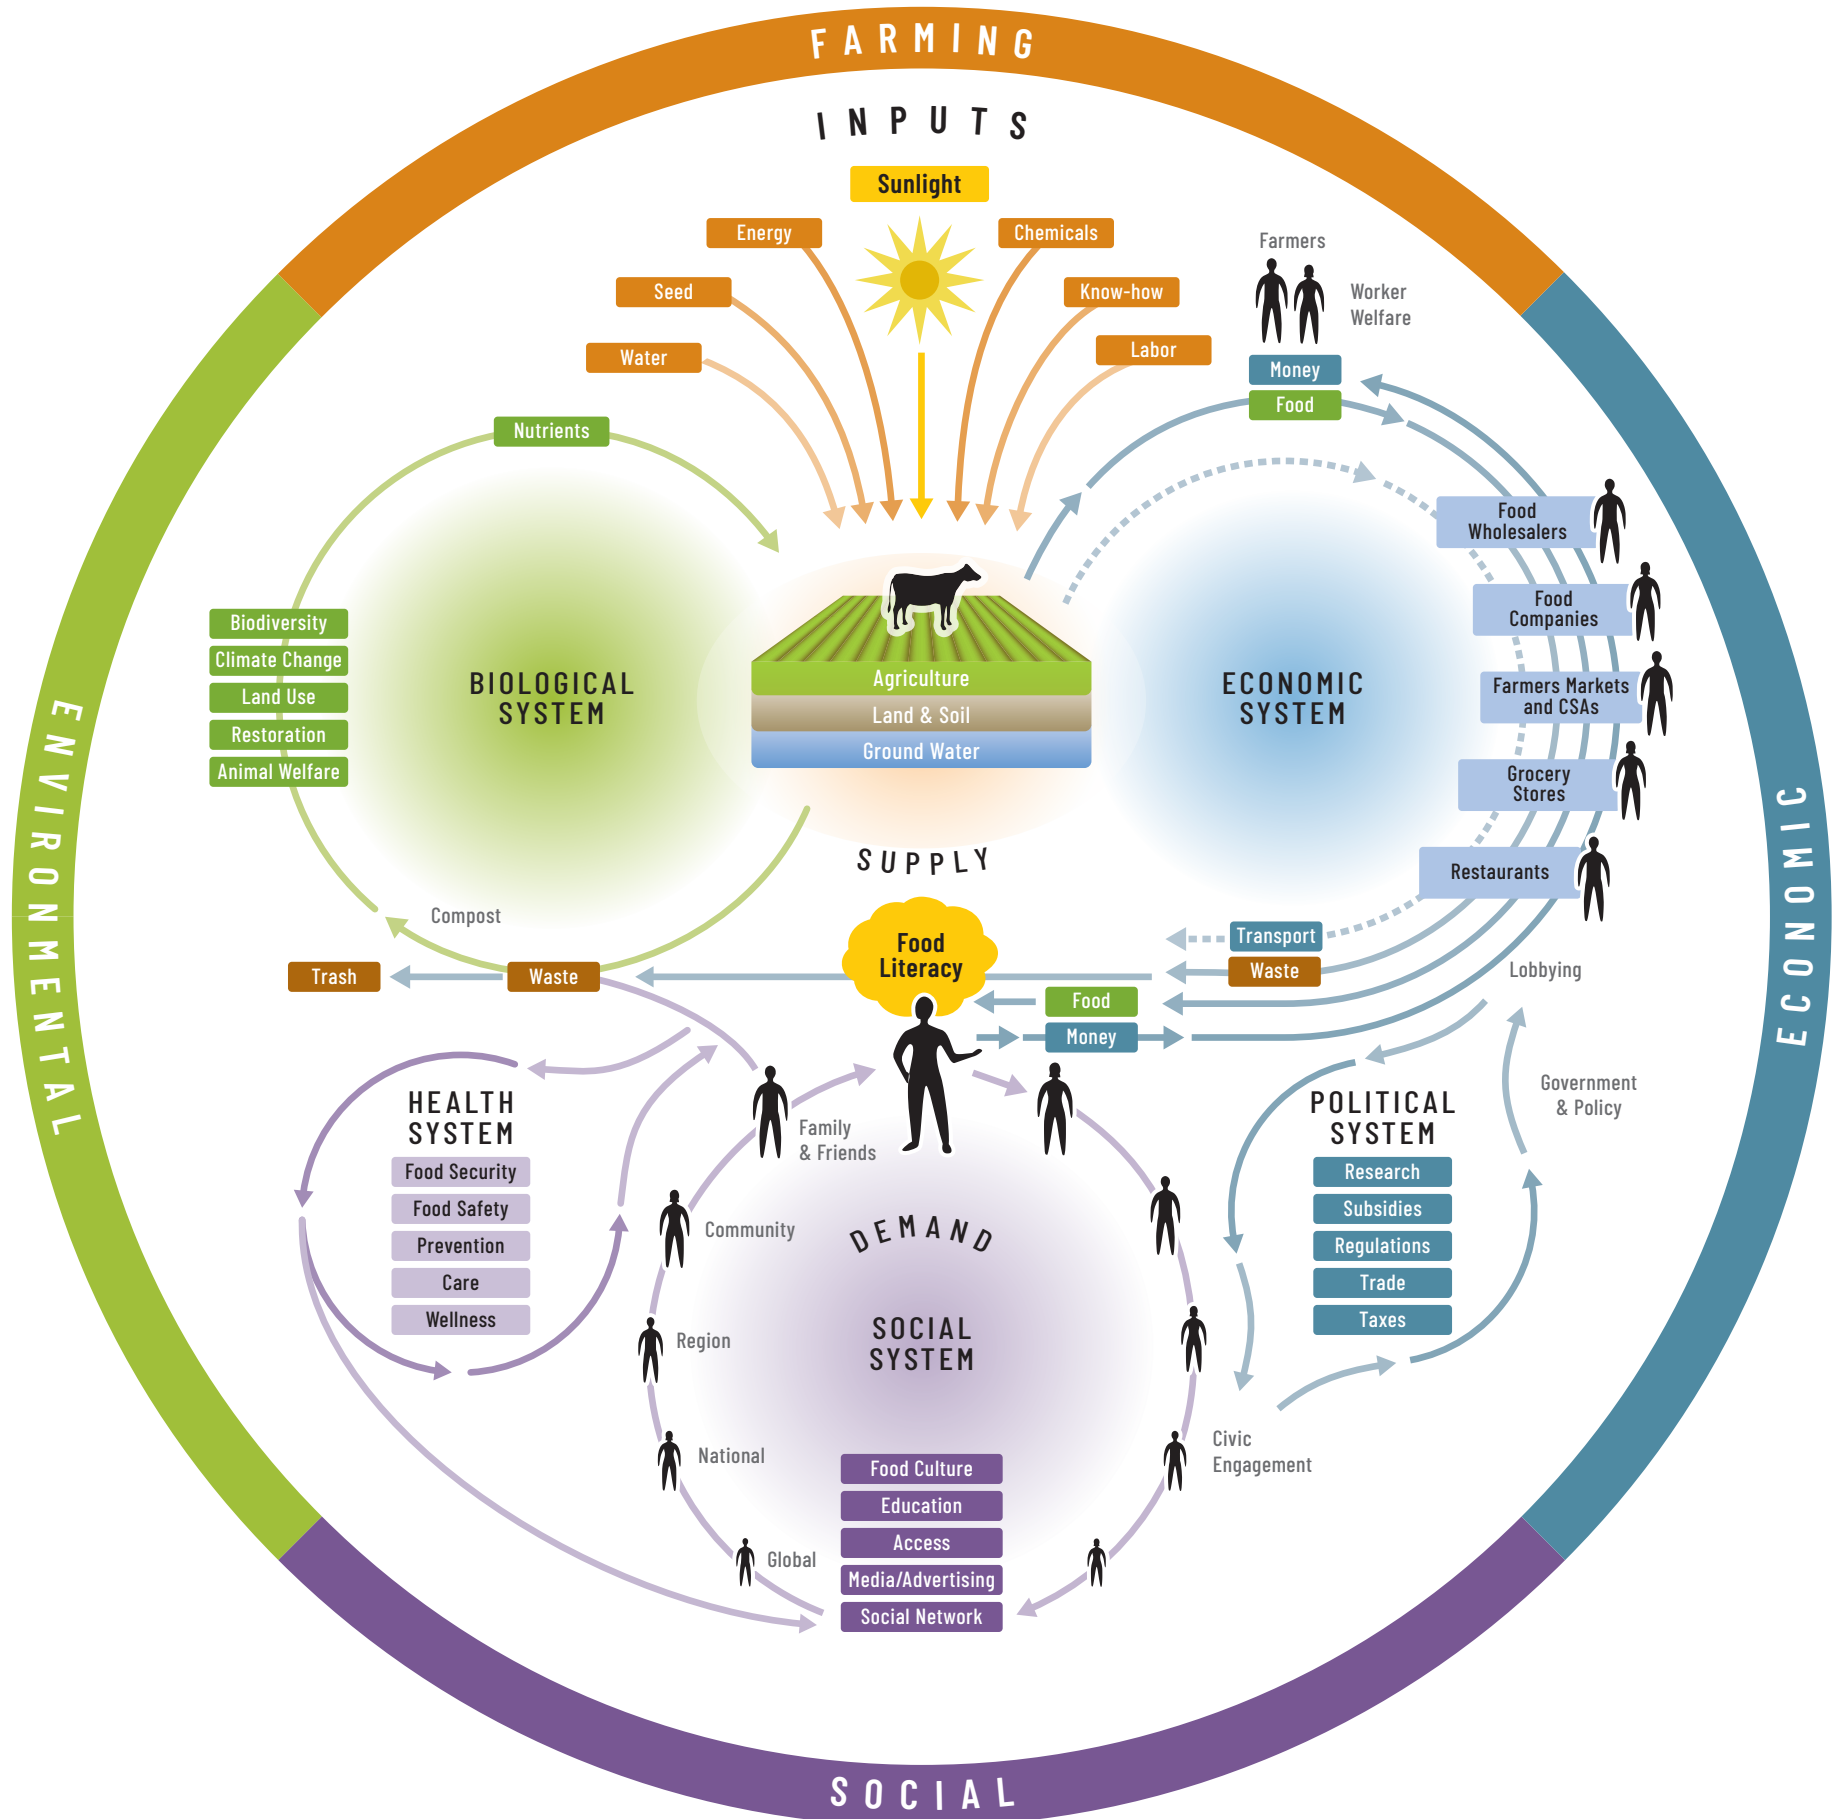 FARMING
INPUTS
Sunlight
Energy
Chemicals
Seed
Know-how
Water
Labor
Farmers
Worker
Welfare
Money
Food
Nutrients
Food
Wholesalers
Food
Companies
Farmers Markets
and CSAs
Grocery
Stores
Restaurants
Biodiversity
Climate Change
Land Use
Restoration
Animal Welfare
BIOLOGICAL
SYSTEM
Agriculture
Land & Soil
Ground Water
ECONOMIC
SYSTEM
SUPPLY
ENVIRONMENTAL
ECONOMIC
Compost
Trash
Waste
Food
Literacy
Transport
Waste
Food
Money
Lobbying
HEALTH
SYSTEM
Food Security
Food Safety
Prevention
Care
Wellness
Family
& Friends
Community
Region
National
Global
DEMAND
SOCIAL
SYSTEM
Food Culture
Education
Access
Media/Advertising
Social Network
POLITICAL
SYSTEM
Research
Subsidies
Regulations
Trade
Taxes
Government
& Policy
Civic
Engagement
SOCIAL